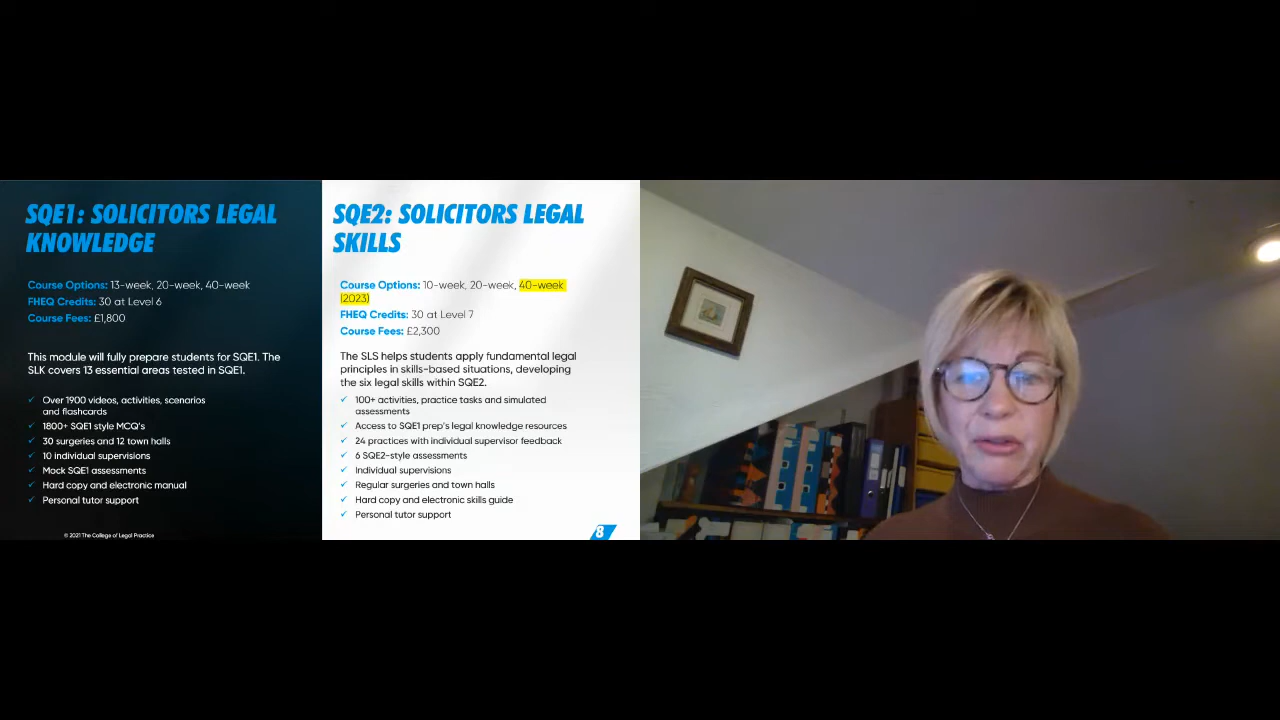 SQE1: SOLICITORS LEGAL
KNOWLEDGE
Course Options: 13-week, 20-week, 40-week
FHEQ Credits: 30 at Level 6
Course Fees: £1,800
This module will fully prepare students for SQE1. The
SLK covers 13 essential areas tested in SQE1.
Over 1900 videos, activities, scenarios
and flashcards
1800+ SQE1 style MCQ's
30 surgeries and 12 town halls
10 individual supervisions
Mock SQE1 assessments
Hard copy and electronic manual
Personal tutor support
© 2021 The College of Legal Practice
SQE2: SOLICITORS LEGAL
SKILLS
Course Options: 10-week, 20-week, 40-week
(2023)
FHEQ Credits: 30 at Level 7
Course Fees: £2,300
The SLS helps students apply fundamental legal
principles in skills-based situations, developing
the six legal skills within SQE2.
100+ activities, practice tasks and simulated
assessments
Access to SQE1 prep's legal knowledge resources
24 practices with individual supervisor feedback
6 SQE2-style assessments
Individual supervisions
Regular surgeries and town halls
Hard copy and electronic skills guide
Personal tutor support
8